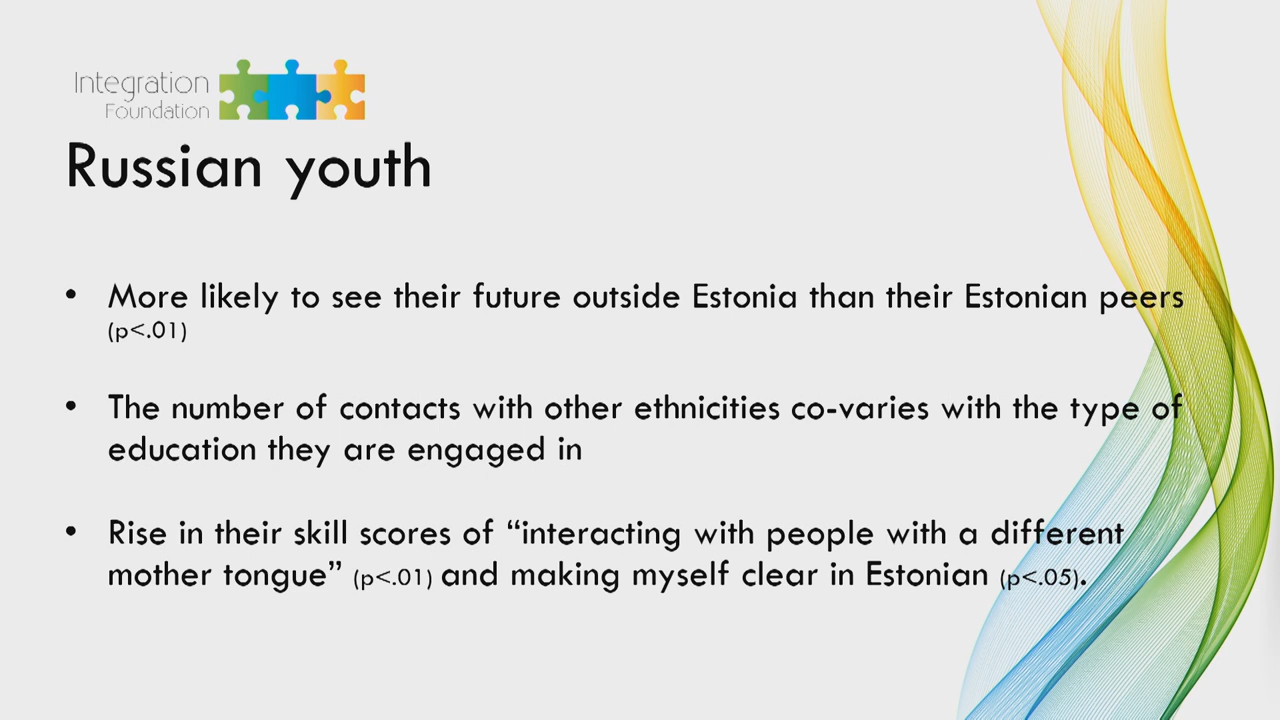 Integration
Foundation
Russian youth
• More likely to see their future outside Estonia than their Estonian peers
(p<.01)
• The number of contacts with other ethnicities co-varies with the type of
education they are engaged in
• Rise in their skill scores of “interacting with people with a different
mother tongue” (p<.01) and making myself clear in Estonian (p<.05).